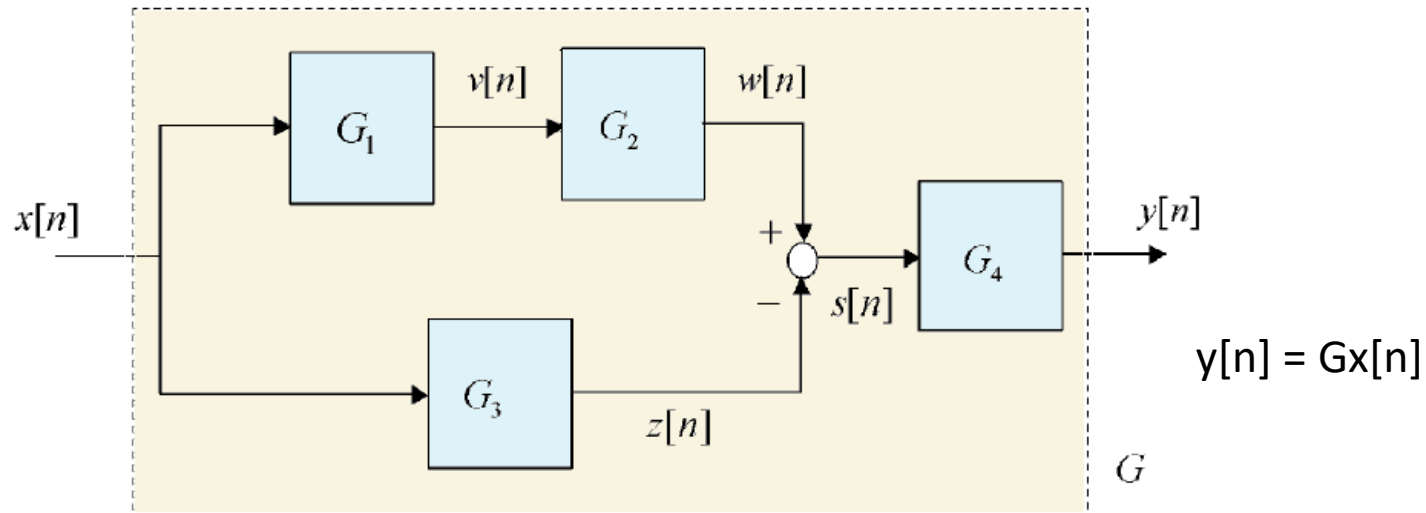 v[n]
w[n]
G₁
G₂
x[n]
+
y[n]
G₄
−
s[n]
y[n] = Gx[n]
G₃
z[n]
G